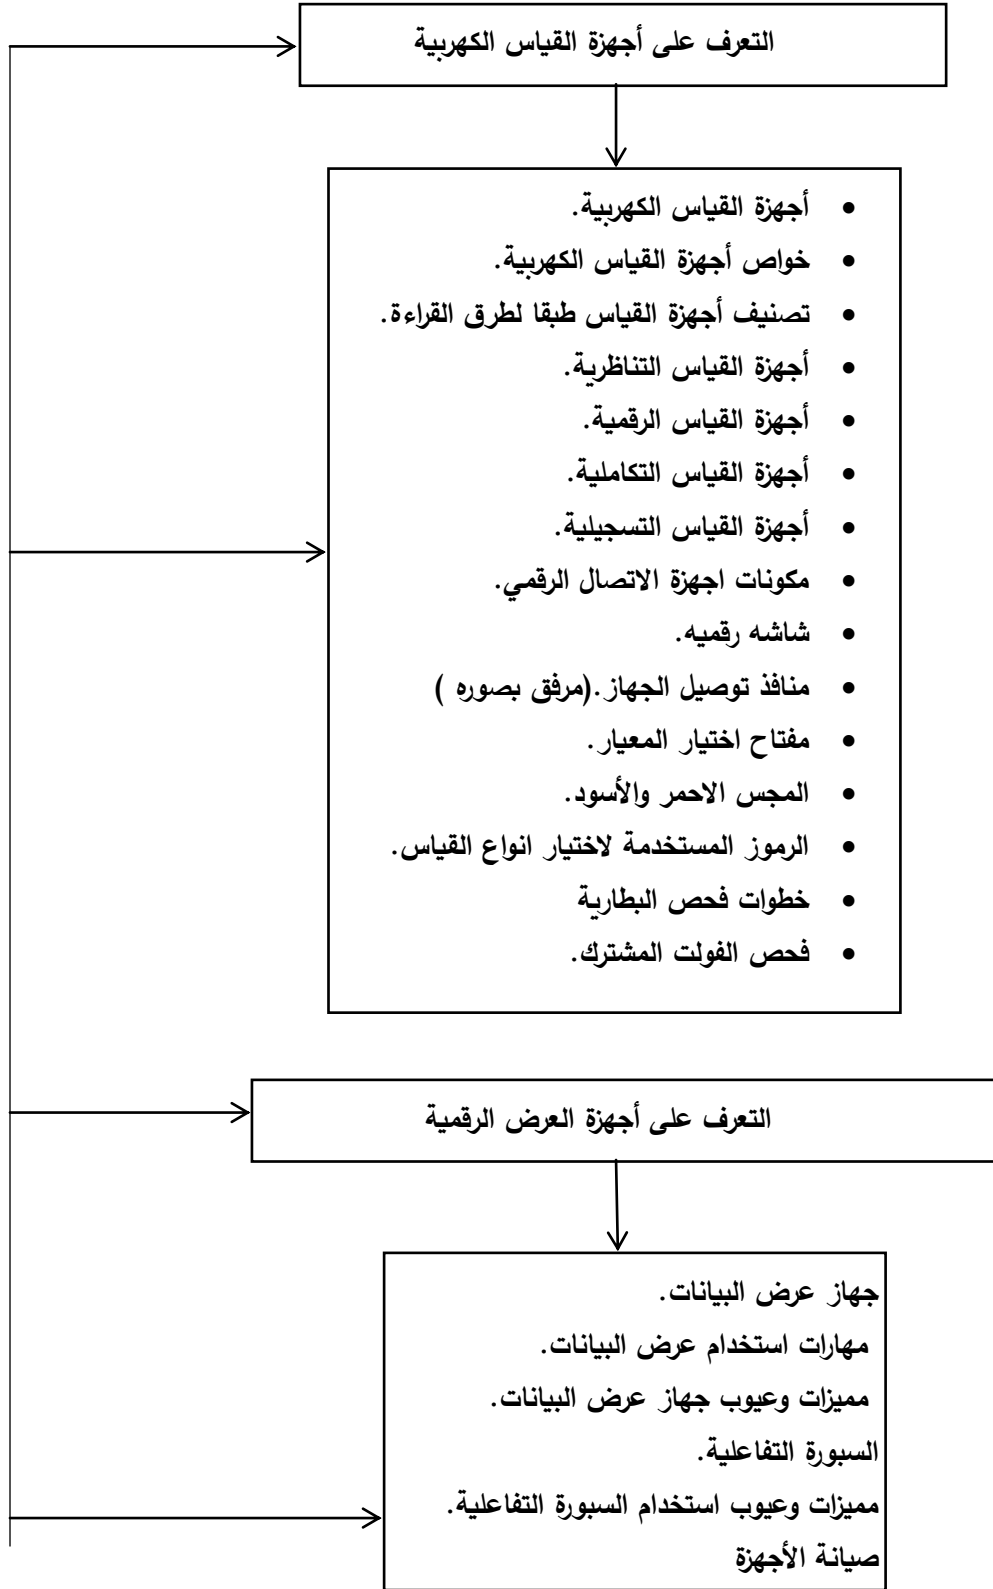 التعرف على أجهزة القياس الكهربية
• أجهزة القياس الكهربية.
• خواص أجهزة القياس الكهربية.
• تصنيف أجهزة القياس طبقا لطرق القراءة.
• أجهزة القياس التناظرية.
• أجهزة القياس الرقمية.
• أجهزة القياس التكاملية.
• أجهزة القياس التسجيلية.
• مكونات اجهزة الاتصال الرقمي.
• شاشه رقميه.
• منافذ توصيل الجهاز.(مرفق بصوره )
• مفتاح اختيار المعيار.
• المجس الاحمر والأسود.
• الرموز المستخدمة لاختيار انواع القياس.
• خطوات فحص البطارية
• فحص الفولت المشترك.
التعرف على أجهزة العرض الرقمية
جهاز عرض البيانات.
مهارات استخدام عرض البيانات.
مميزات وعيوب جهاز عرض البيانات.
السبورة التفاعلية.
مميزات وعيوب استخدام السبورة التفاعلية.
صيانة الأجهزة